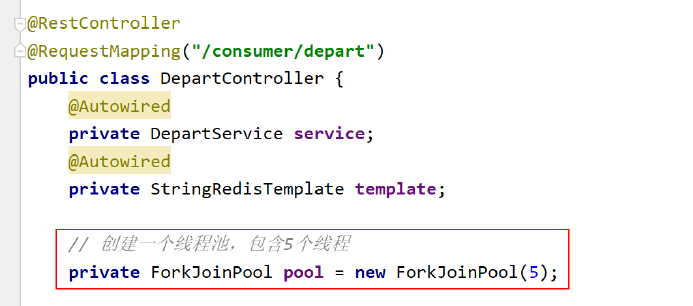 @RestController
@RequestMapping("/consumer/depart")
public class DepartController {
@Autowired
private DepartService service;
@Autowired
private StringRedisTemplate template;
// 创建一个线程池，包含5个线程
private ForkJoinPool pool = new ForkJoinPool(5);